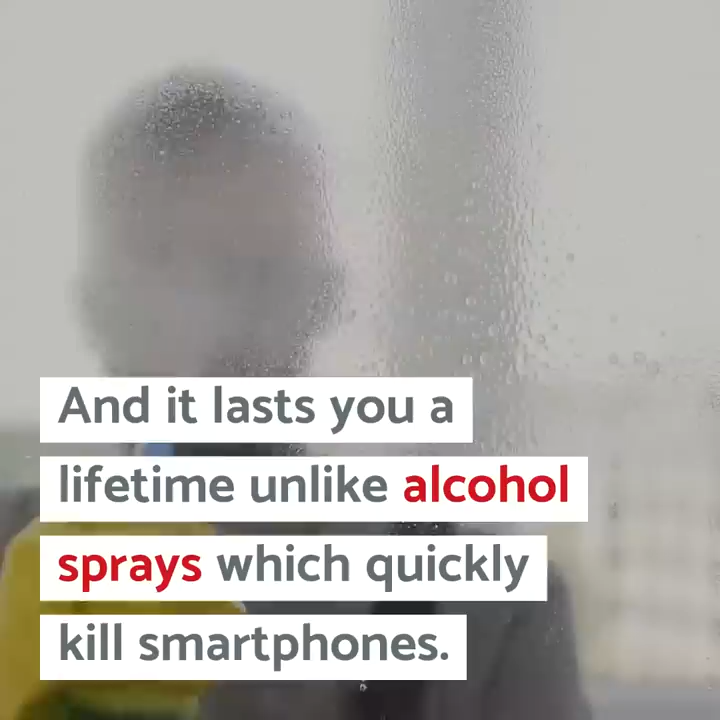 And it lasts you a
lifetime unlike alcohol
sprays which quickly
kill smartphones.